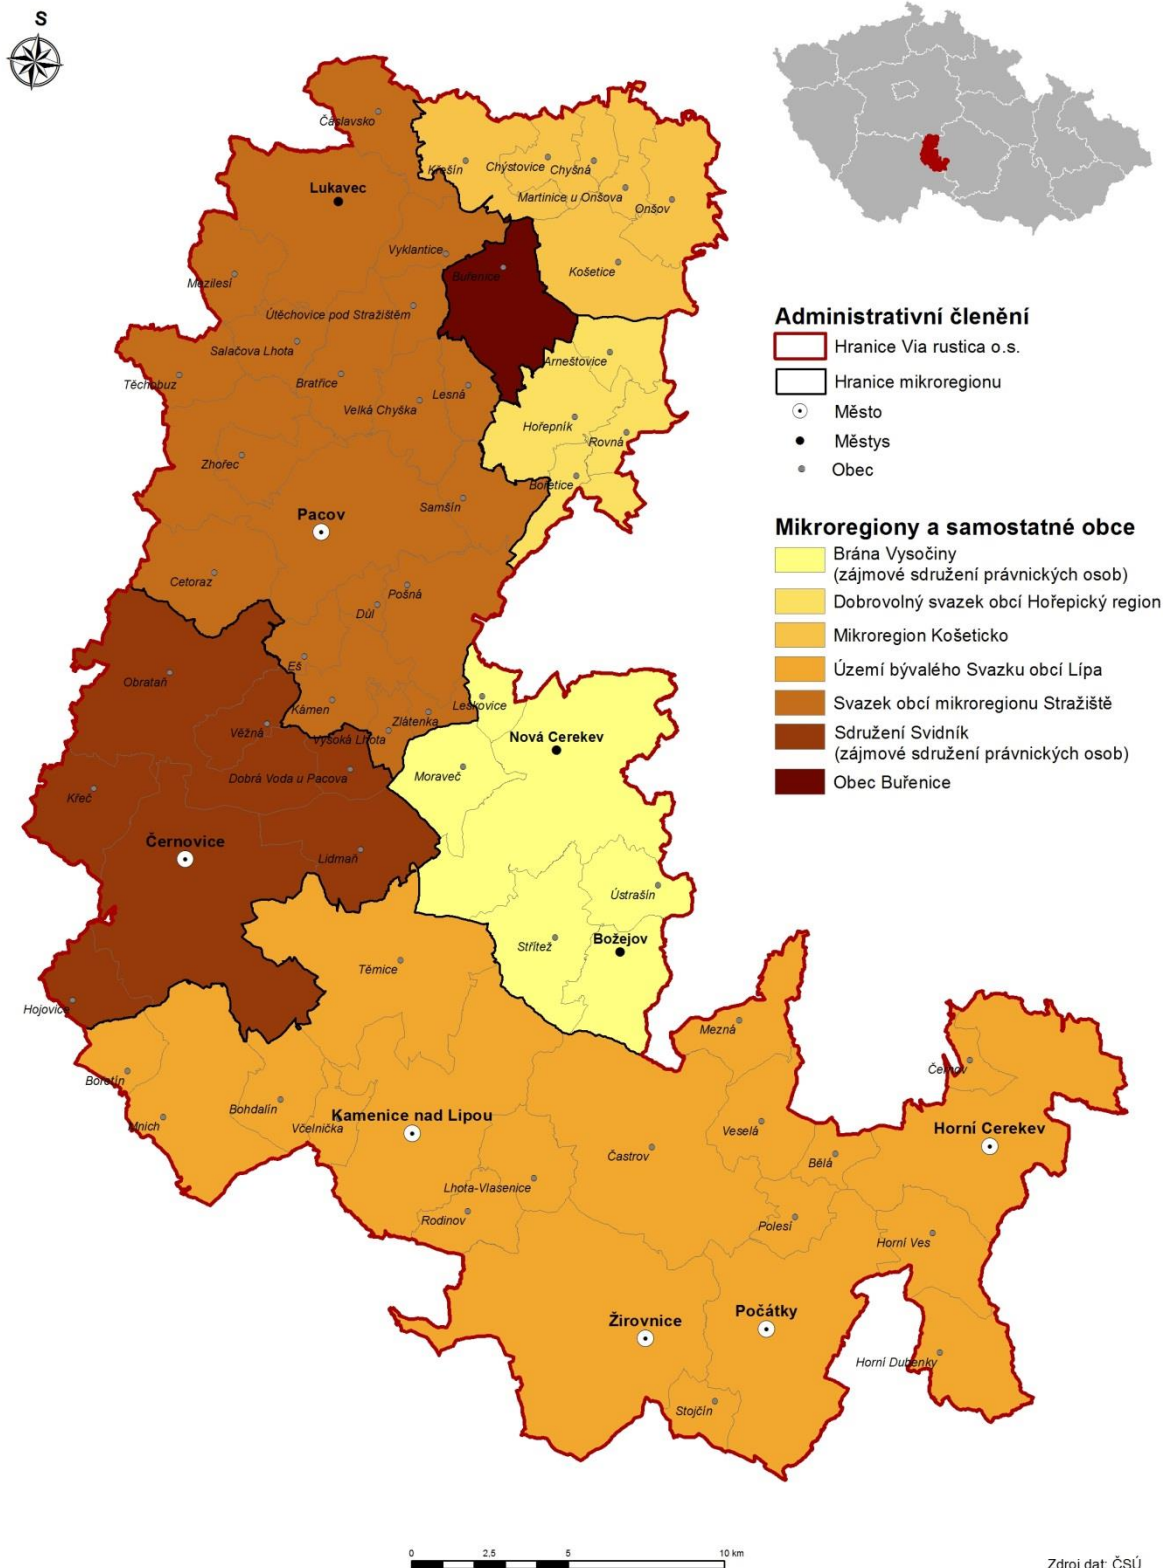 S
Čáslavsko
Křešín
Chýstovice
Chyšná
Lukavec
Martinice u Onšova
Onšov
Vyklantice
Buřenice
Košetice
Mezilesí
Útěchovice pod Stražištěm
Salačova Lhota
Arneštovice
Těchobuz
Bratřice
Lesná
Velká Chyška
Hořepník
Rovná
Zhořec
Bořetice
Samšín
Pacov
Cetoraz
Pošná
Důl
Eš
Obrataň
Kámen
Leskovice
Zlátenka
Věžná
Vysoká Lhota
Nová Cerekev
Moraveč
Dobrá Voda u Pacova
Křeč
Černovice
Lidmaň
Ústrašín
Střítež
Božejov
Těmice
Hojovice
Mezná
Černov
Bořetín
Bohdalín
Mnich
Včelnička
Kamenice nad Lipou
Veselá
Horní Cerekev
Častrov
Bělá
Lhota-Vlasenice
Rodinov
Polesí
Horní Ves
Žirovnice
Počátky
Horní Dubenky
Stojčín
Administrativní členění
Hranice Via rustica o.s.
Hranice mikroregionu
Město
Městys
Obec
Mikroregiony a samostatné obce
Brána Vysočiny
(zájmové sdružení právnických osob)
Dobrovolný svazek obcí Hořepický region
Mikroregion Košeticko
Území bývalého Svazku obcí Lípa
Svazek obcí mikroregionu Stražiště
Sdružení Svidník
(zájmové sdružení právnických osob)
Obec Buřenice
0 2,5 5 10 km
Zdroj dat: ČSÚ